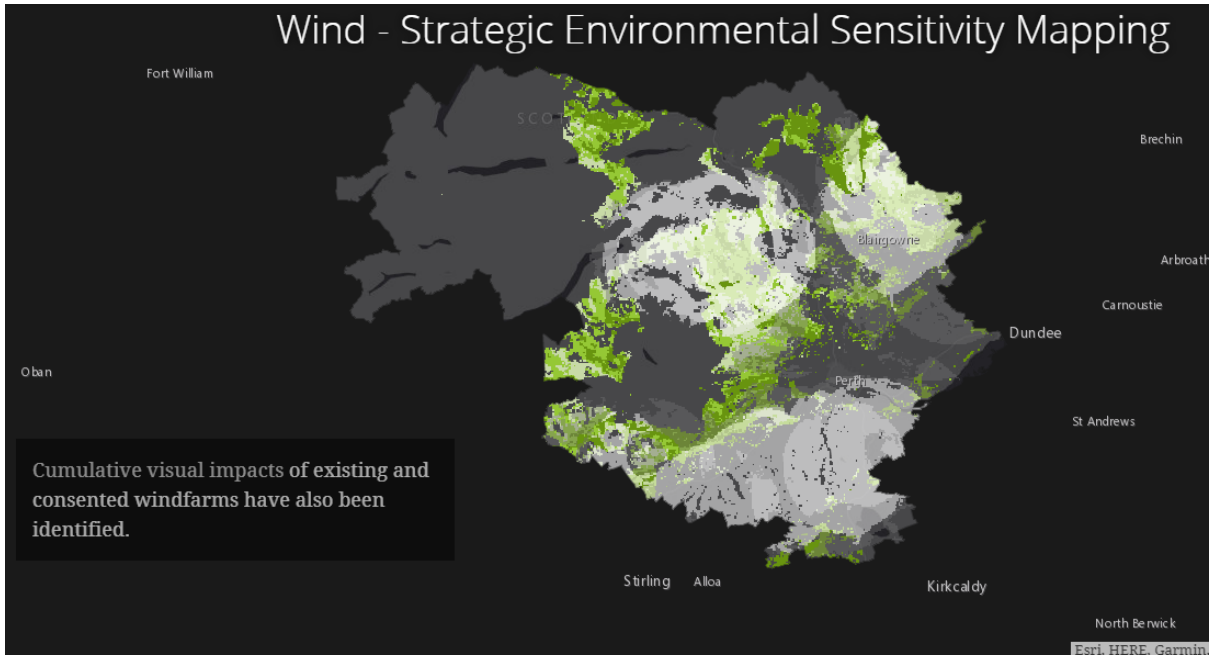 Wind - Strategic Environmental Sensitivity Mapping
Fort William
SCO
Brechin
Blairgowrie
Arbroath
Carnoustie
Dundee
Oban
Perth
St Andrews
Cumulative visual impacts of existing and
consented windfarms have also been
identified.
Stirling
Alloa
Kirkcaldy
North Berwick
Esri, HERE, Garmin,